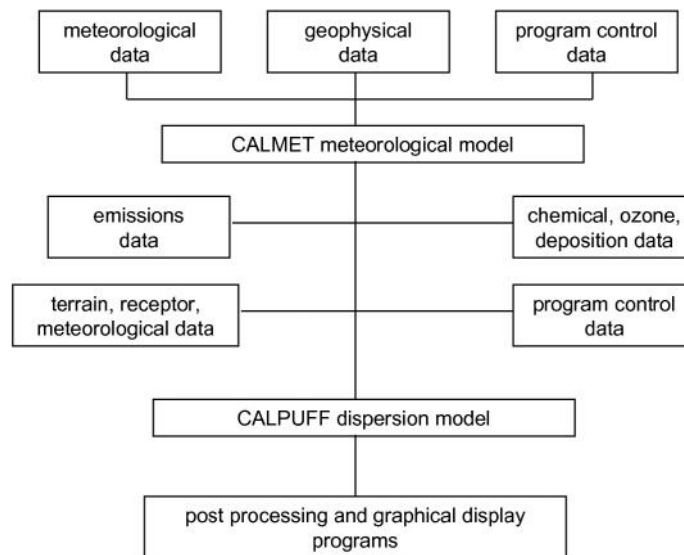 meteorological
data
geophysical
data
program control
data
CALMET meteorological model
emissions
data
chemical, ozone,
deposition data
terrain, receptor,
meteorological data
program control
data
CALPUFF dispersion model
post processing and graphical display
programs